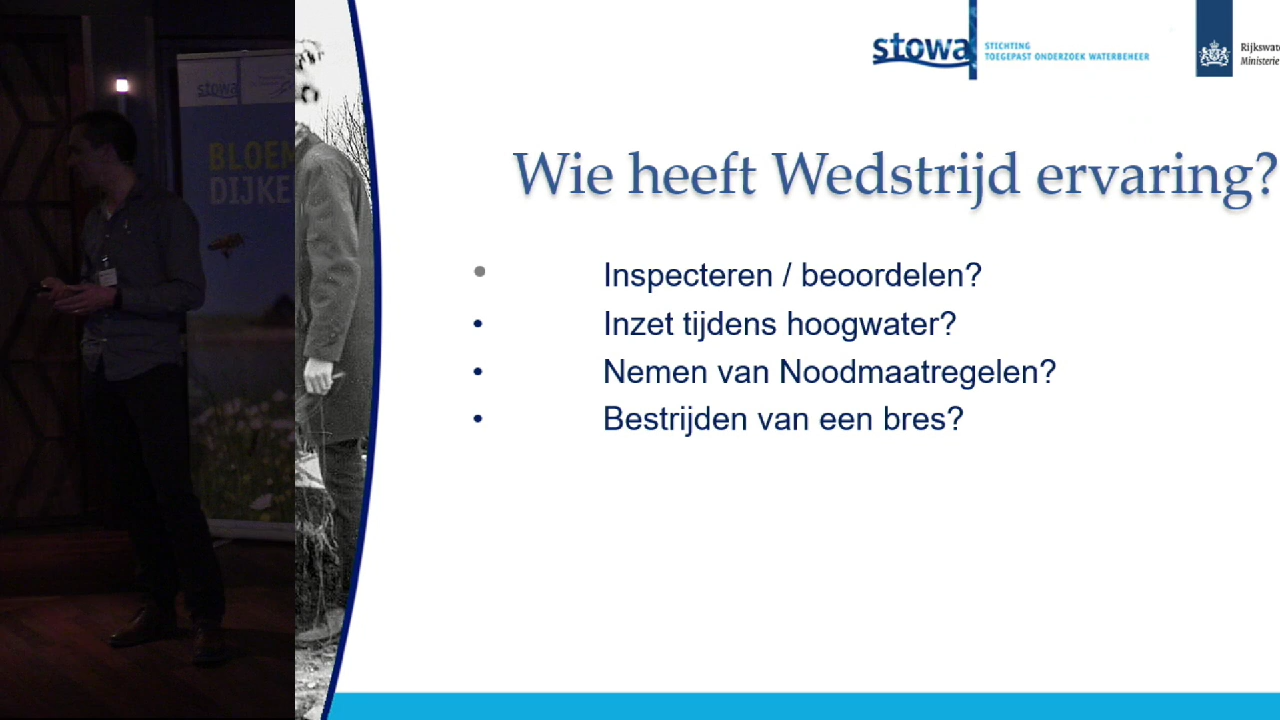 stowa
STICHTING
TOEGEPAST ONDERZOEK WATERBEHEER
Rijkswat
Ministerie
stowa
BLOEM
DIJKE
Wie heeft Wedstrijd ervaring?
• Inspecteren / beoordelen?
• Inzet tijdens hoogwater?
• Nemen van Noodmaatregelen?
• Bestrijden van een bres?